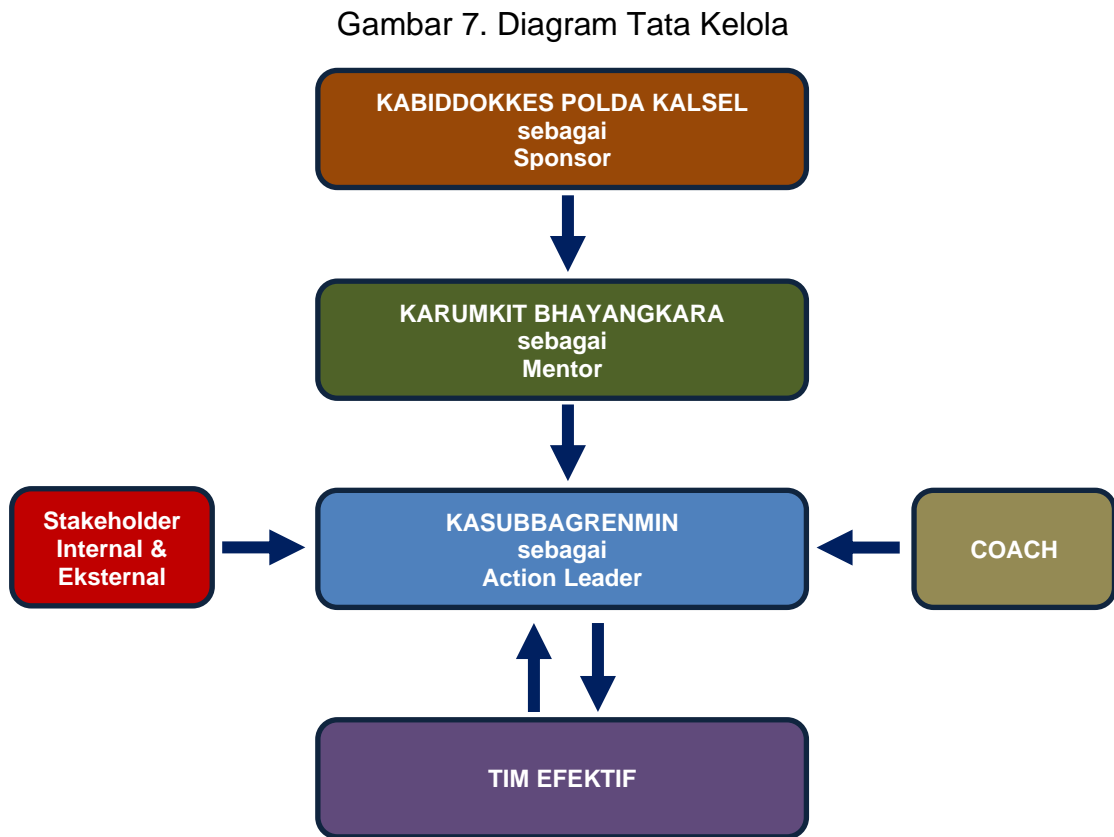 Gambar 7. Diagram Tata Kelola
KABIDDOKKES POLDA KALSEL
sebagai
Sponsor
KARUMKIT BHAYANGKARA
sebagai
Mentor
Stakeholder
Internal &
Eksternal
KASUBBAGRENMIN
sebagai
Action Leader
COACH
TIM EFEKTIF